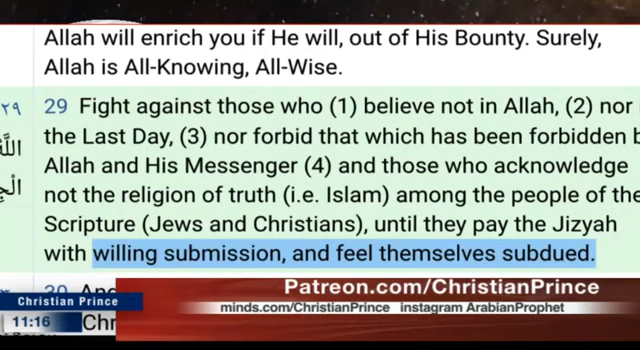 Allah will enrich you if He will, out of His Bounty. Surely,
Allah is All-Knowing, All-Wise.
٢٩
29 Fight against those who (1) believe not in Allah, (2) nor
the Last Day, (3) nor forbid that which has been forbidden
Allah and His Messenger (4) and those who acknowledge
not the religion of truth (i.e. Islam) among the people of the
Scripture (Jews and Christians), until they pay the Jizyah
with willing submission, and feel themselves subdued.
30
Patreon.com/ChristianPrince
Christian Prince
minds.com/ChristianPrince instagram ArabianProphet
11:16